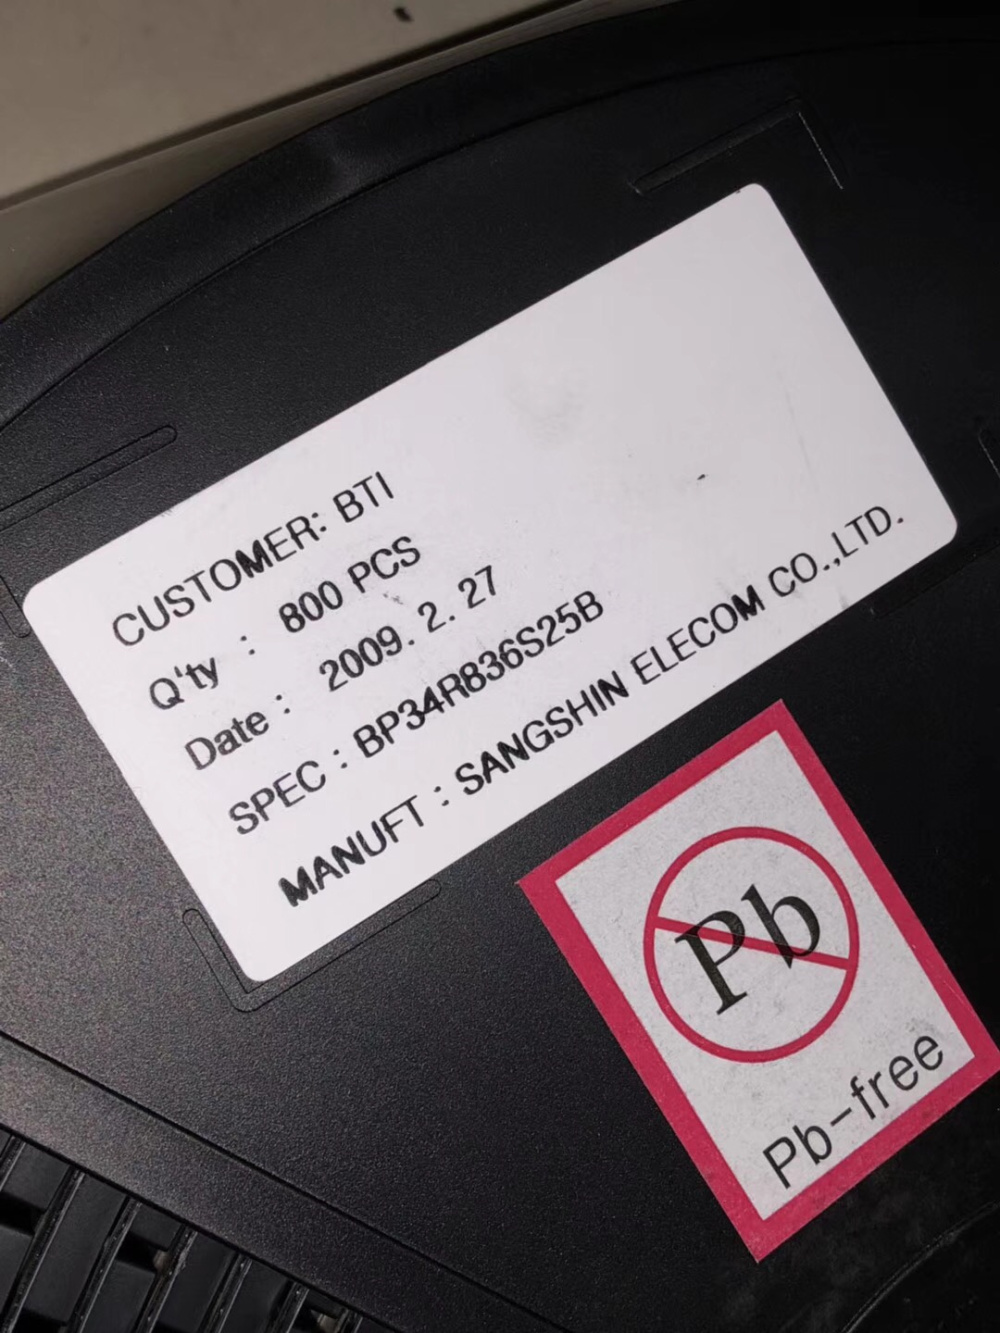 CUSTOMER: BTI
Q'ty : 800 PCS
Date : 2009. 2. 27
SPEC : BP34R836S25B
MANUFT : SANGSHIN ELECOM CO.,LTD.
Pb
Pb-free